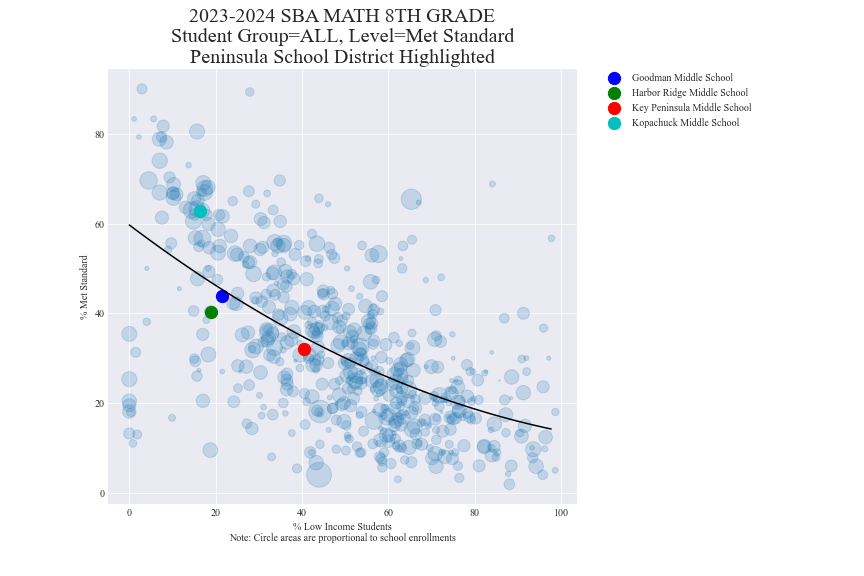 2023-2024 SBA MATH 8TH GRADE
Student Group=ALL, Level=Met Standard
Peninsula School District Highlighted
Goodman Middle School
Harbor Ridge Middle School
Key Peninsula Middle School
Kopachuck Middle School
80
60
40
20
0
% Met Standard
0 20 40 60 80 100
% Low Income Students
Note: Circle areas are proportional to school enrollments